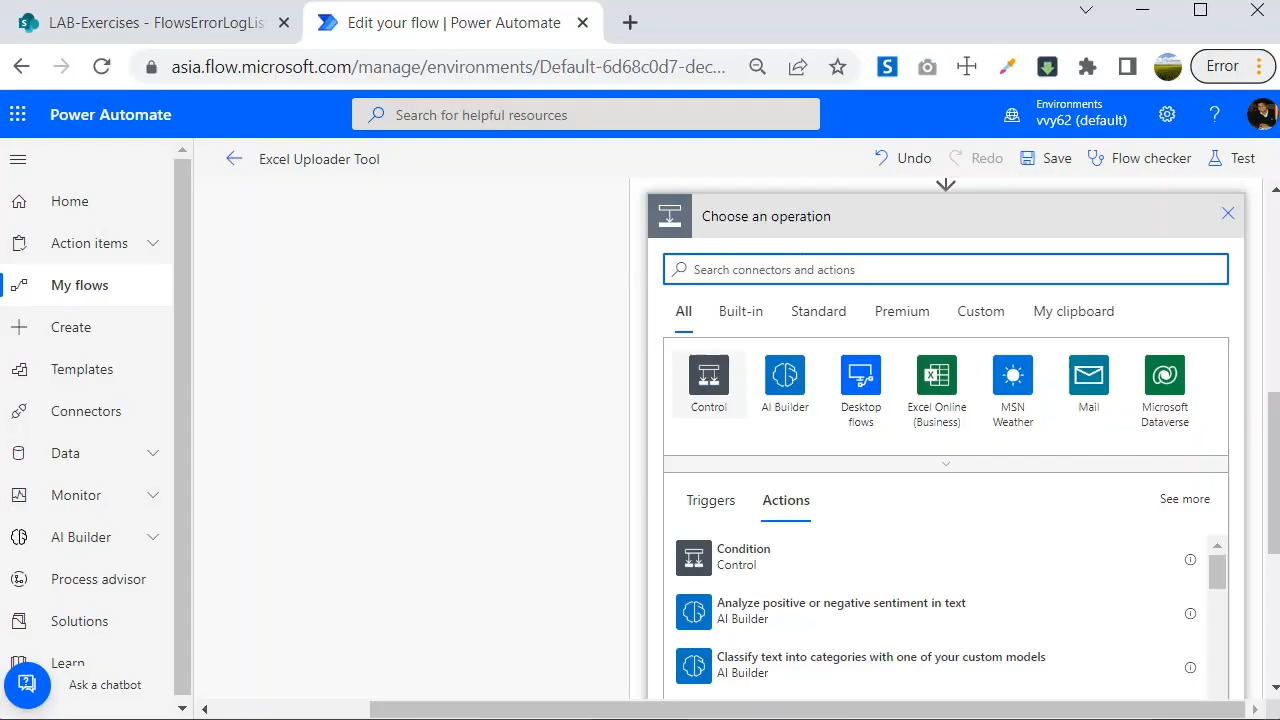 LAB-Exercises - FlowsErrorLogLis
Edit your flow | Power Automate
asia.flow.microsoft.com/manage/environments/Default-6d68c0d7-dec...
Error
Power Automate
Search for helpful resources
Environments
vvy62 (default)
Excel Uploader Tool
Undo
Redo
Save
Flow checker
Test
Home
Action items
My flows
Create
Templates
Connectors
Data
Monitor
AI Builder
Process advisor
Solutions
Learn
Ask a chatbot
Choose an operation
Search connectors and actions
All
Built-in
Standard
Premium
Custom
My clipboard
Control
AI Builder
Desktop
flows
Excel Online
(Business)
MSN
Weather
Mail
Microsoft
Dataverse
Triggers
Actions
See more
Condition
Control
Analyze positive or negative sentiment in text
AI Builder
Classify text into categories with one of your custom models
AI Builder